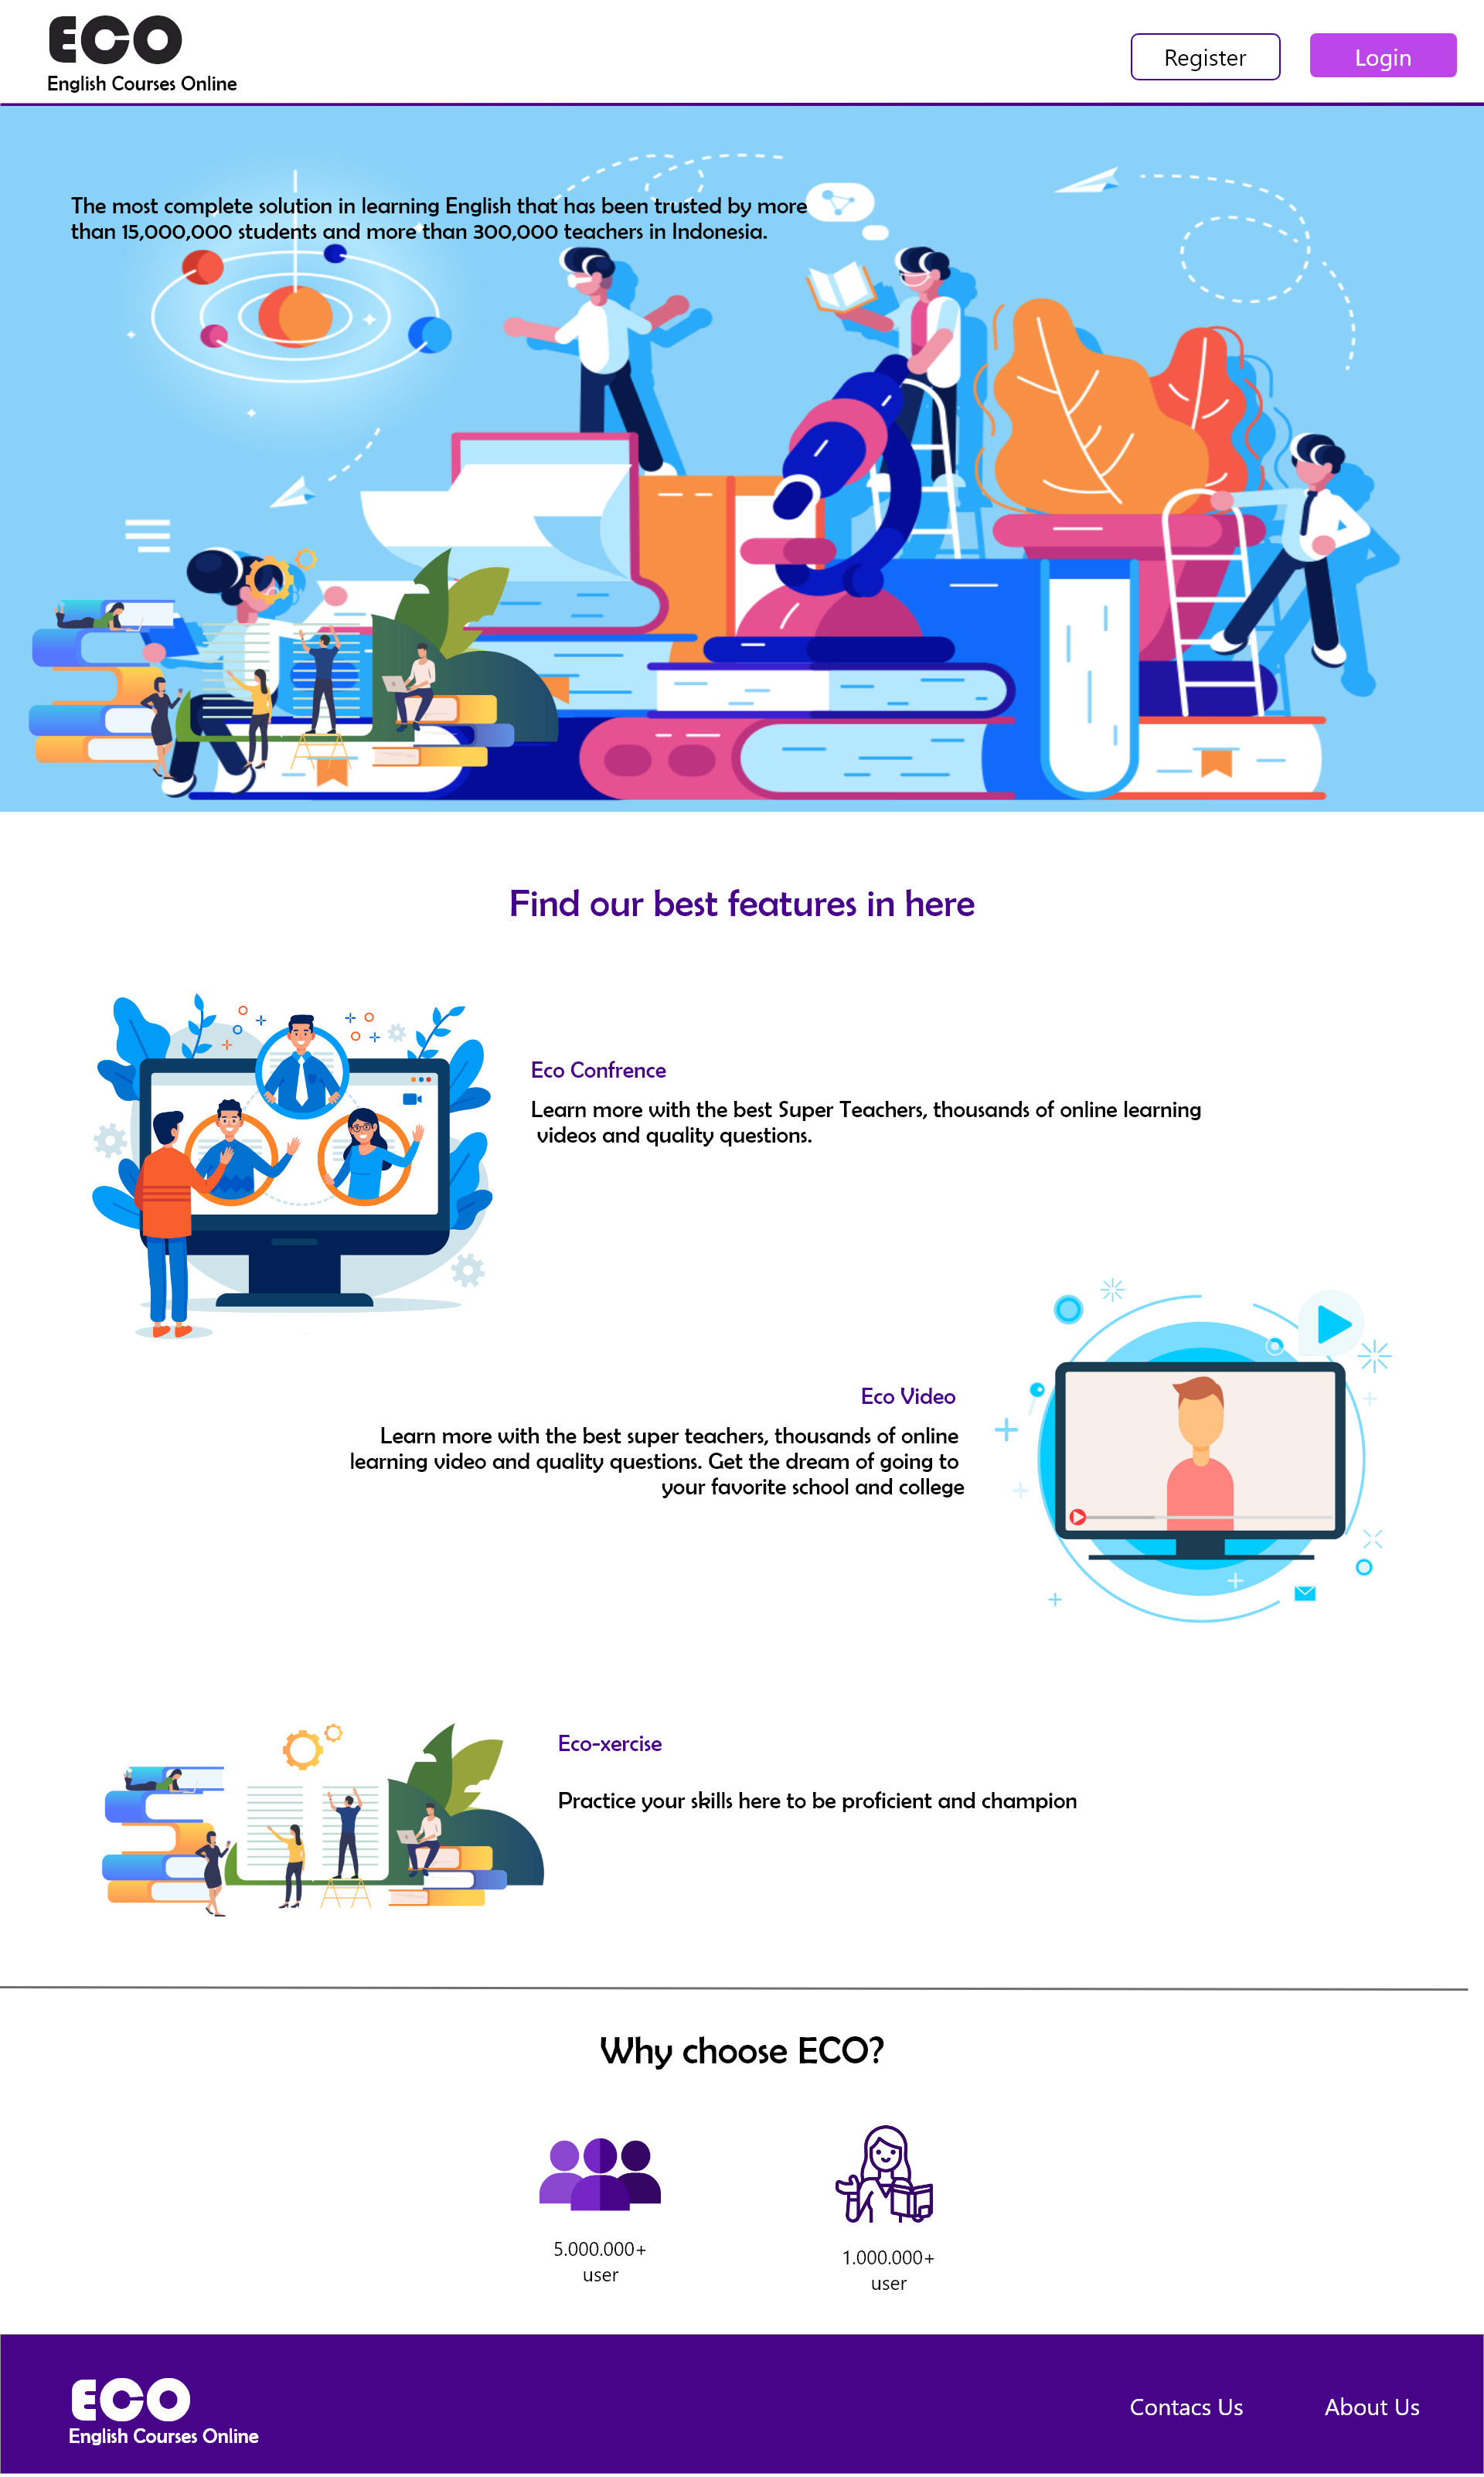 ECO
English Courses Online
Register
Login
The most complete solution in learning English that has been trusted by more
than 15,000,000 students and more than 300,000 teachers in Indonesia.
Find our best features in here
Eco Confrence
Learn more with the best Super Teachers, thousands of online learning
videos and quality questions.
Eco Video
Learn more with the best super teachers, thousands of online
learning video and quality questions. Get the dream of going to
your favorite school and college
Eco-xercise
Practice your skills here to be proficient and champion
Why choose ECO?
5.000.000+
user
1.000.000+
user
ECO
English Courses Online
Contacs Us
About Us